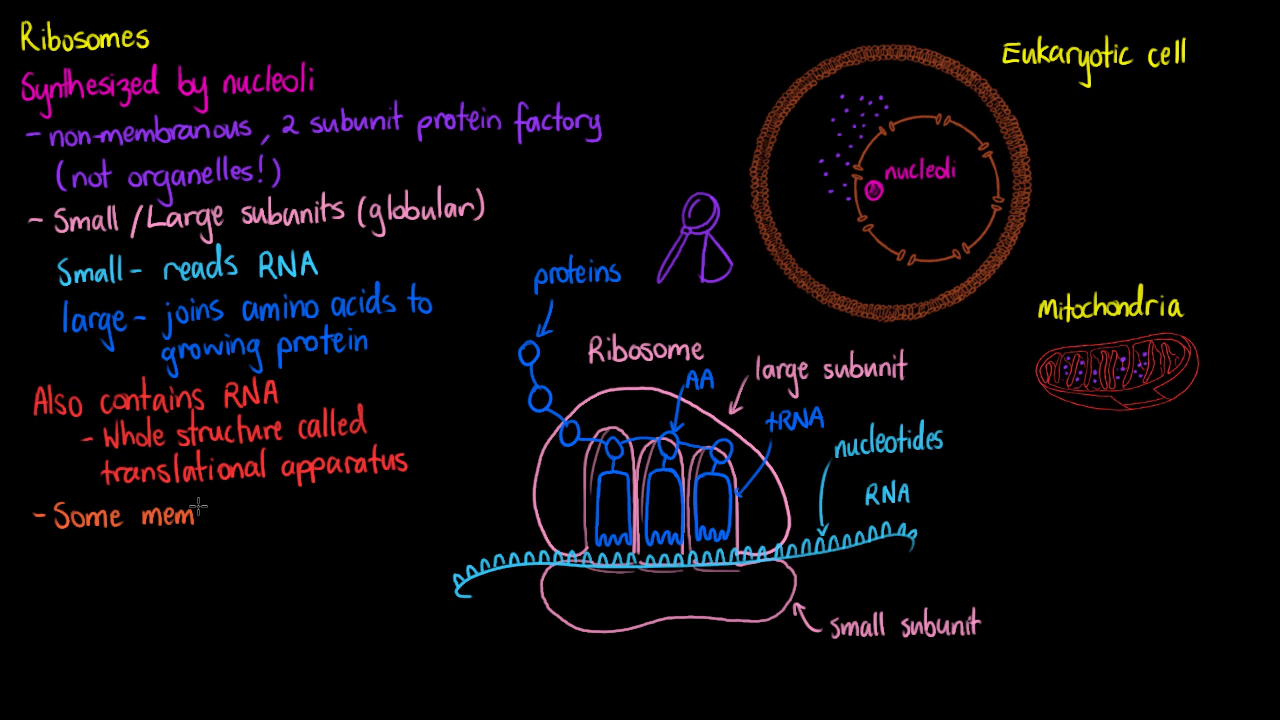 Ribosomes
Synthesized by nucleoli
- non-membranous, 2 subunit protein factory
(not organelles!)
- Small/Large subunits (globular)
Small - reads RNA
large - joins amino acids to
growing protein
Also contains RNA
- Whole structure called
translational apparatus
- Some mem
Eukaryotic cell
nucleoli
mitochondria
proteins
Ribosome
AA
large subunit
tRNA
nucleotides
RNA
small subunit